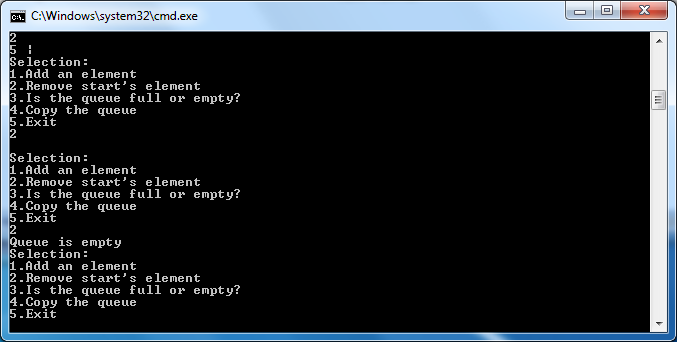 C:\Windows\system32\cmd.exe
2
5 ¦
Selection:
1.Add an element
2.Remove start's element
3.Is the queue full or empty?
4.Copy the queue
5.Exit
2
Selection:
1.Add an element
2.Remove start's element
3.Is the queue full or empty?
4.Copy the queue
5.Exit
2
Queue is empty
Selection:
1.Add an element
2.Remove start's element
3.Is the queue full or empty?
4.Copy the queue
5.Exit